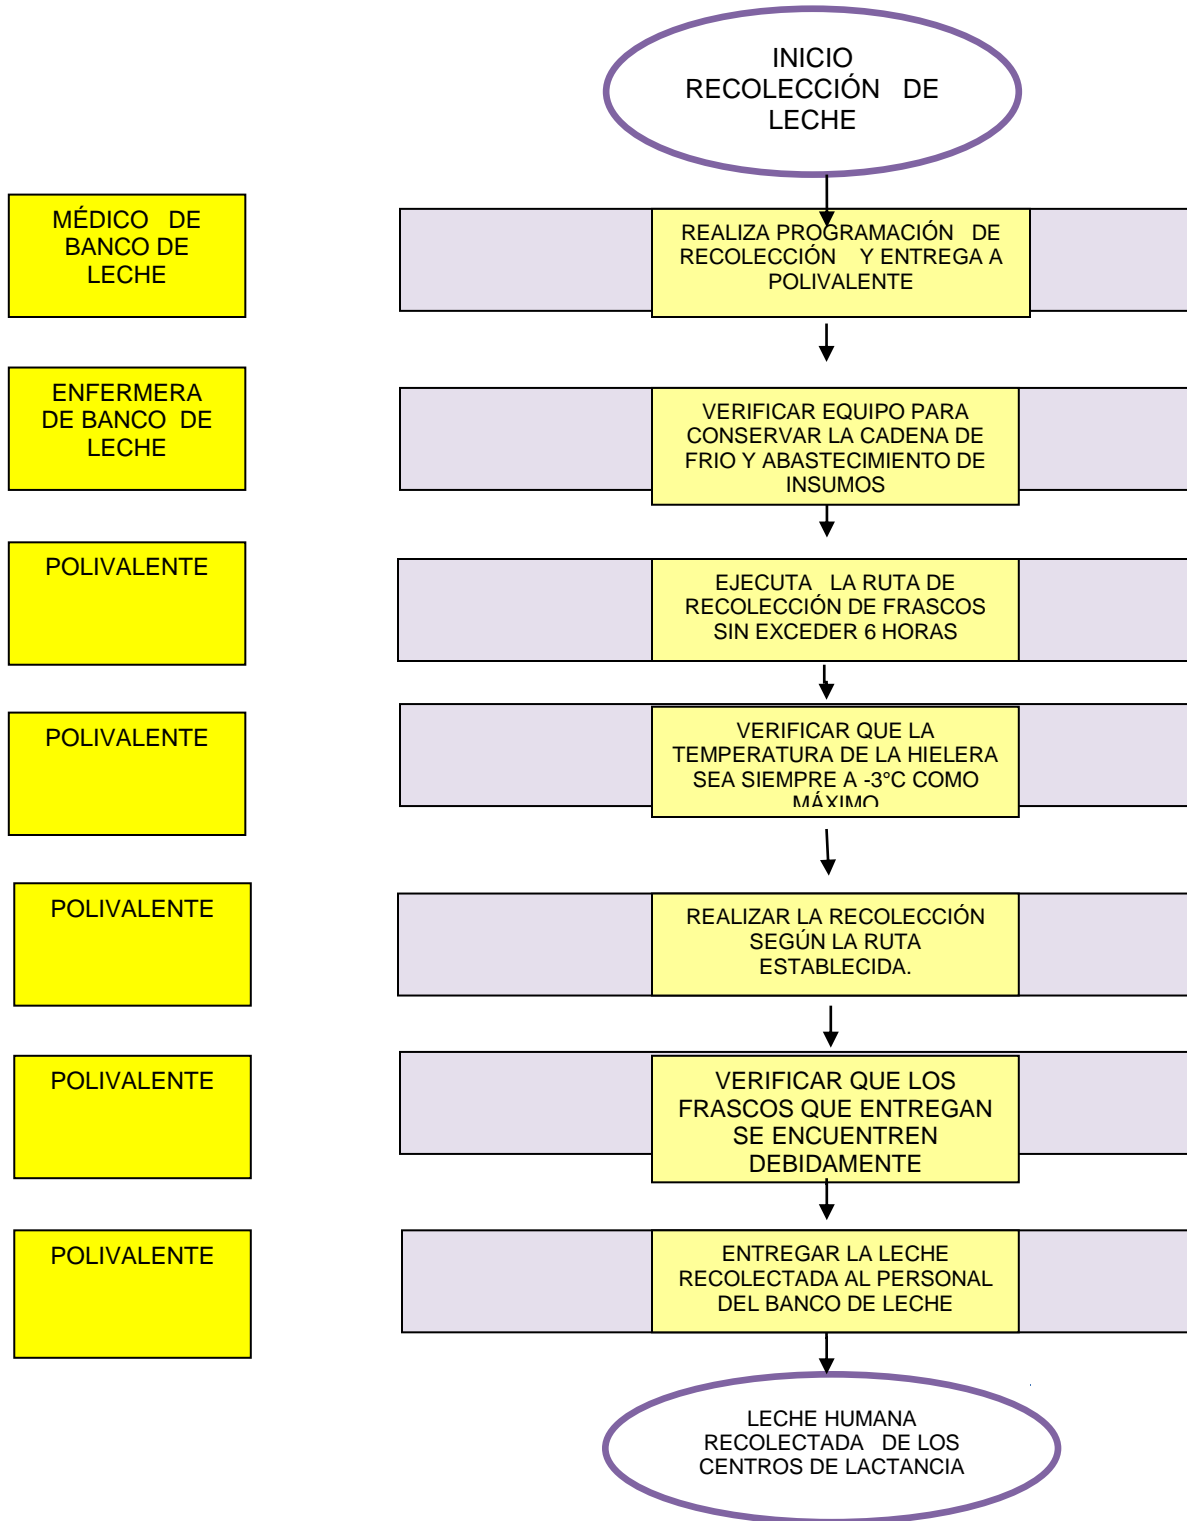 INICIO
RECOLECCIÓN DE
LECHE
MÉDICO DE
BANCO DE
LECHE
REALIZA PROGRAMACIÓN DE
RECOLECCIÓN Y ENTREGA A
POLIVALENTE
ENFERMERA
DE BANCO DE
LECHE
VERIFICAR EQUIPO PARA
CONSERVAR LA CADENA DE
FRIO Y ABASTECIMIENTO DE
INSUMOS
POLIVALENTE
EJECUTA LA RUTA DE
RECOLECCIÓN DE FRASCOS
SIN EXCEDER 6 HORAS
POLIVALENTE
VERIFICAR QUE LA
TEMPERATURA DE LA HIELERA
SEA SIEMPRE A -3°C COMO
MÁXIMO
POLIVALENTE
REALIZAR LA RECOLECCIÓN
SEGÚN LA RUTA
ESTABLECIDA.
POLIVALENTE
VERIFICAR QUE LOS
FRASCOS QUE ENTREGAN
SE ENCUENTREN
DEBIDAMENTE
POLIVALENTE
ENTREGAR LA LECHE
RECOLECTADA AL PERSONAL
DEL BANCO DE LECHE
LECHE HUMANA
RECOLECTADA DE LOS
CENTROS DE LACTANCIA